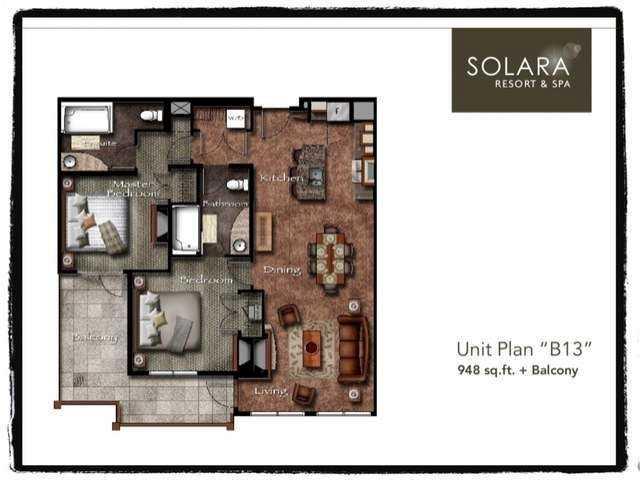 SOLARA
RESORT & SPA
W/D
Ensuite
Kitchen
Master
Bedroom
Bathroom
Dining
Bedroom
Balcony
Living
Unit Plan “B13”
948 sq.ft. + Balcony